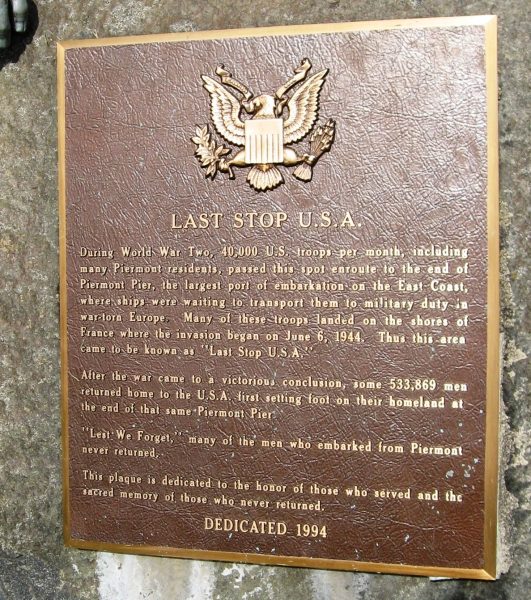 LAST STOP U.S.A.
During World War Two, 40,000 U.S. troops per month, including
many Piermont residents, passed this spot enroute to the end of
Piermont Pier, the largest port of embarkation on the East Coast,
where ships were waiting to transport them to military duty in
war-torn Europe. Many of these troops landed on the shores of
France where the invasion began on June 6, 1944. Thus this area
came to be known as "Last Stop U.S.A."
After the war came to a victorious conclusion, some 533,869 men
returned home to the U.S.A. first setting foot on their homeland at
the end of that same Piermont Pier.
"Lest We Forget," many of the men who embarked from Piermont
never returned.
This plaque is dedicated to the honor of those who served and the
sacred memory of those who never returned.
DEDICATED 1994